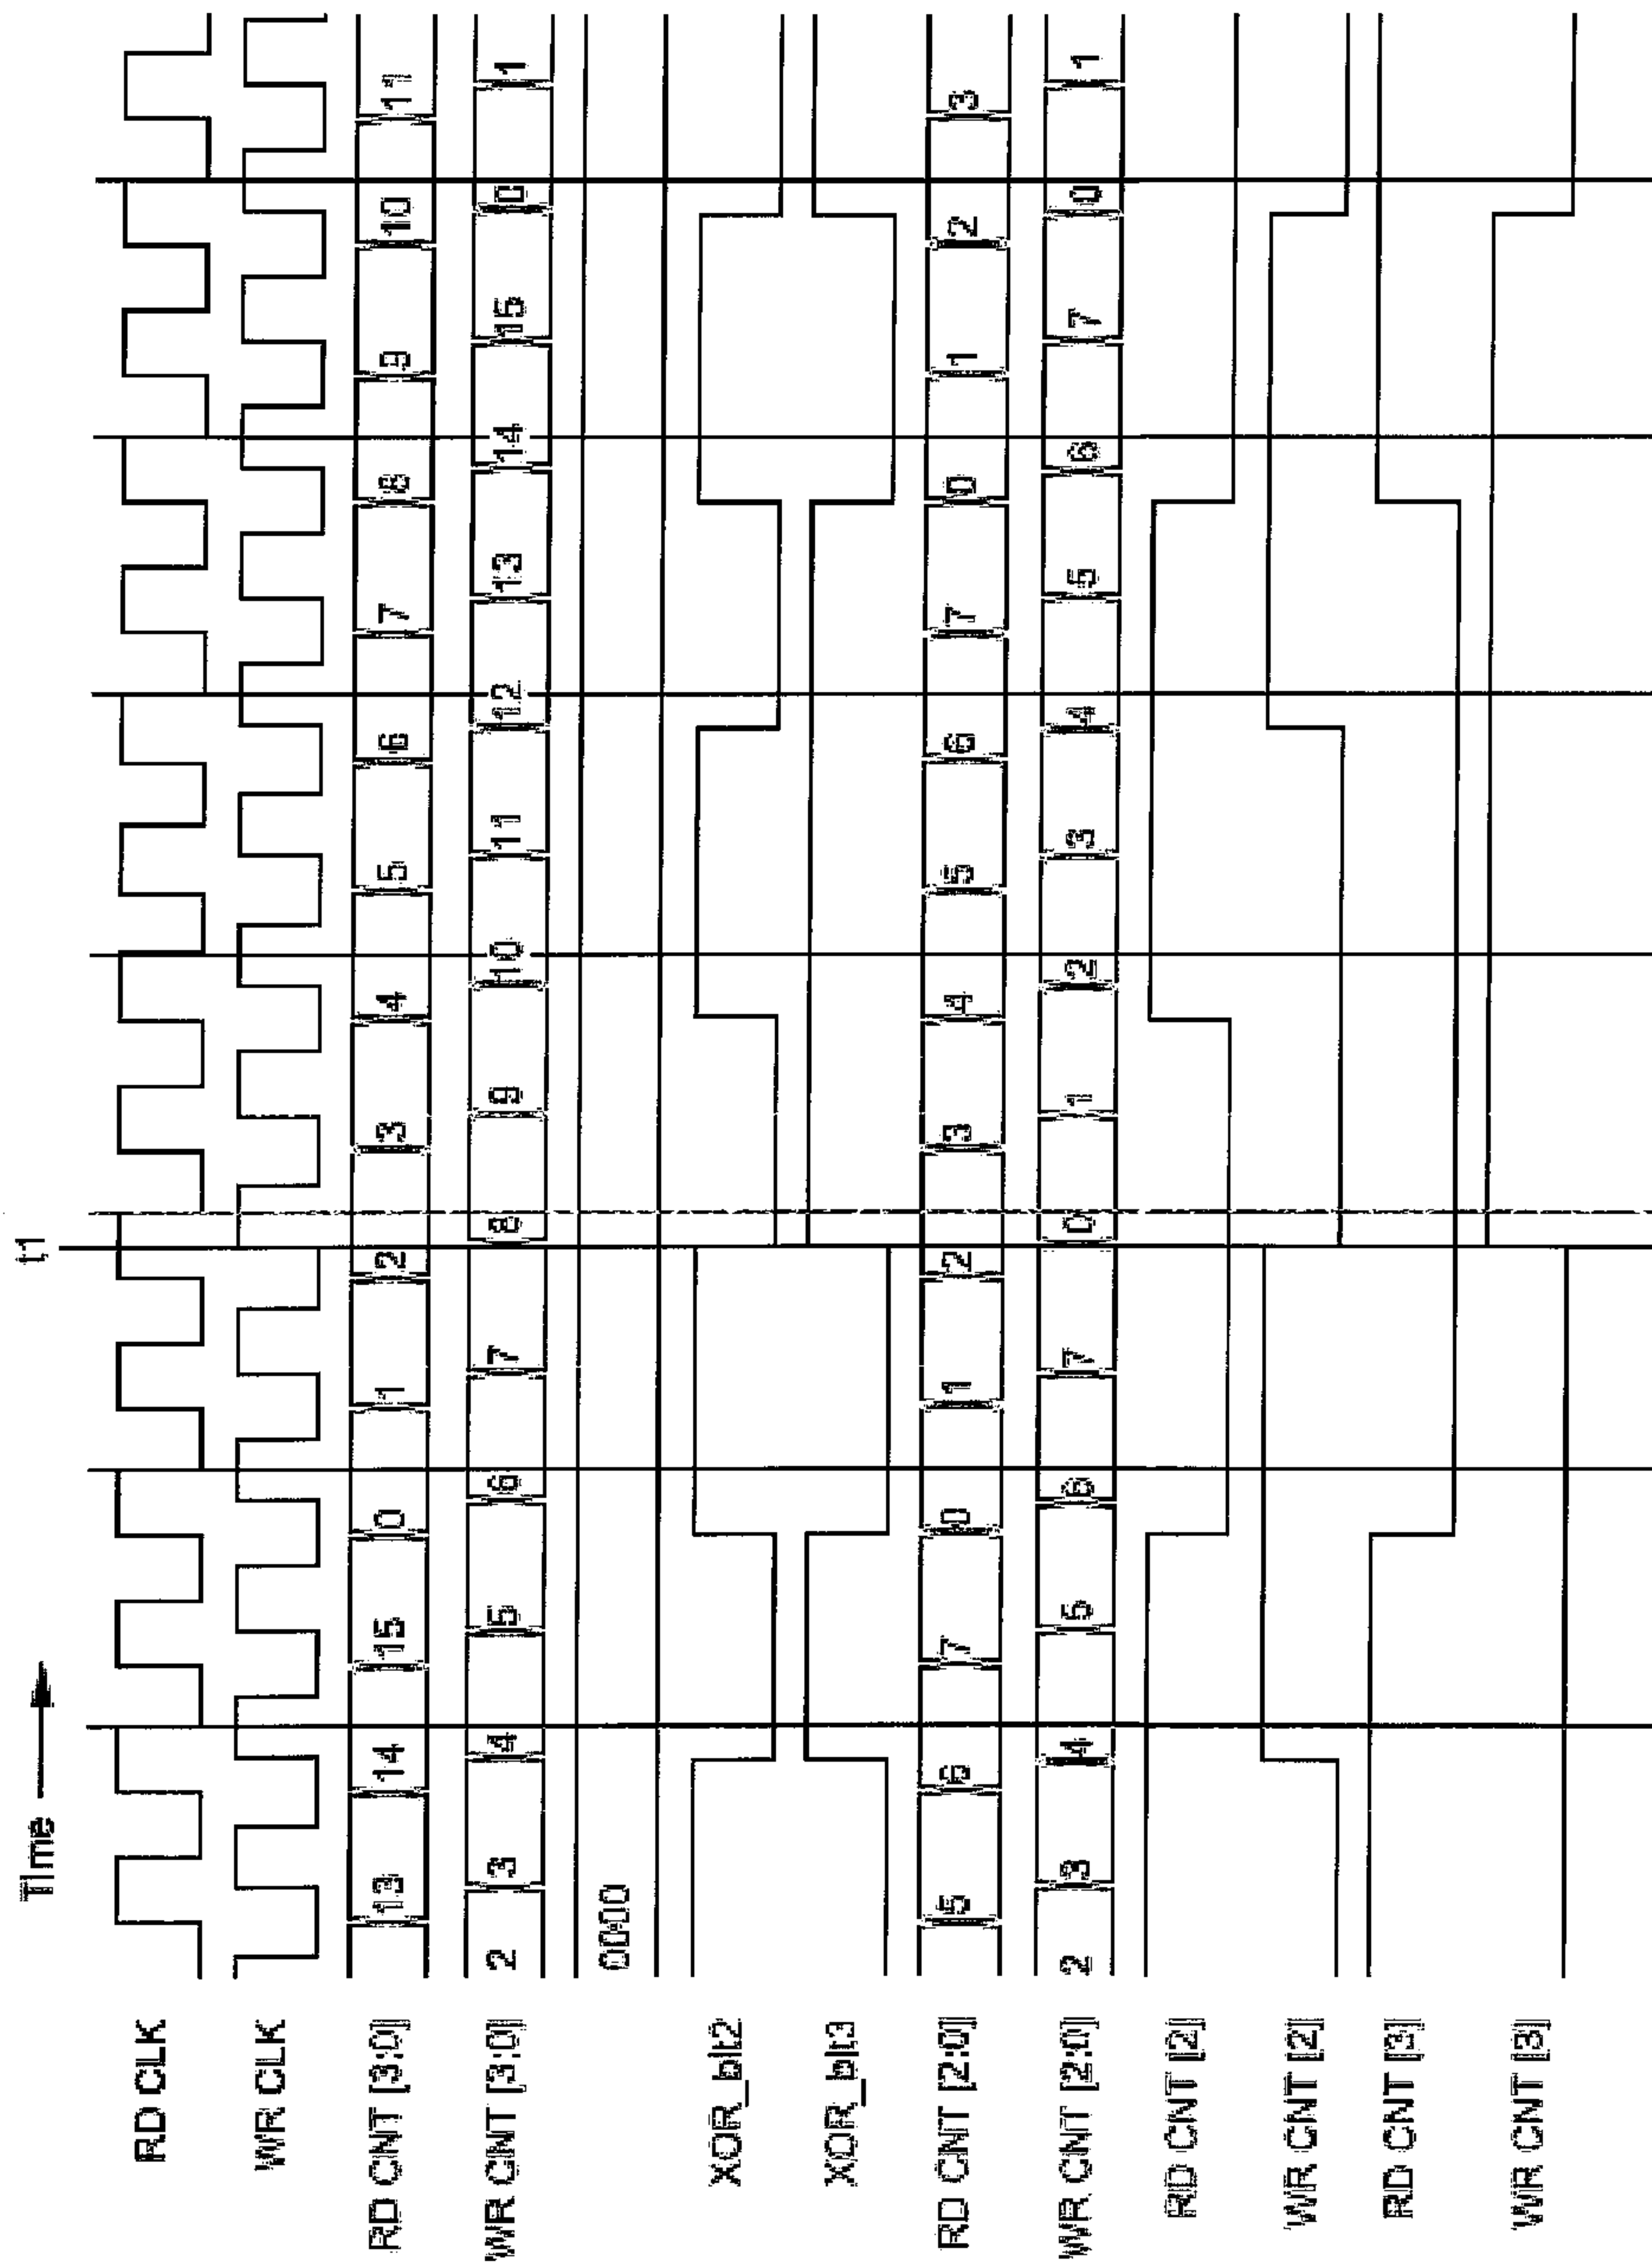 Time
t1
RD CLK
WR CLK
RD CNT [3:0] 13 14 15 0 1 2 3 4 5 6 7 8 9 10 11
WR CNT [3:0] 2 3 4 5 6 7 8 9 10 11 12 13 14 15 0 1
0000
XOR_bit2
XOR_bit3
RD CNT [2:0] 5 6 7 0 1 2 3 4 5 6 7 0 1 2 3
WR CNT [2:0] 2 3 4 5 6 7 0 1 2 3 4 5 6 7 0 1
RD CNT [2]
WR CNT [2]
RD CNT [3]
WR CNT [3]